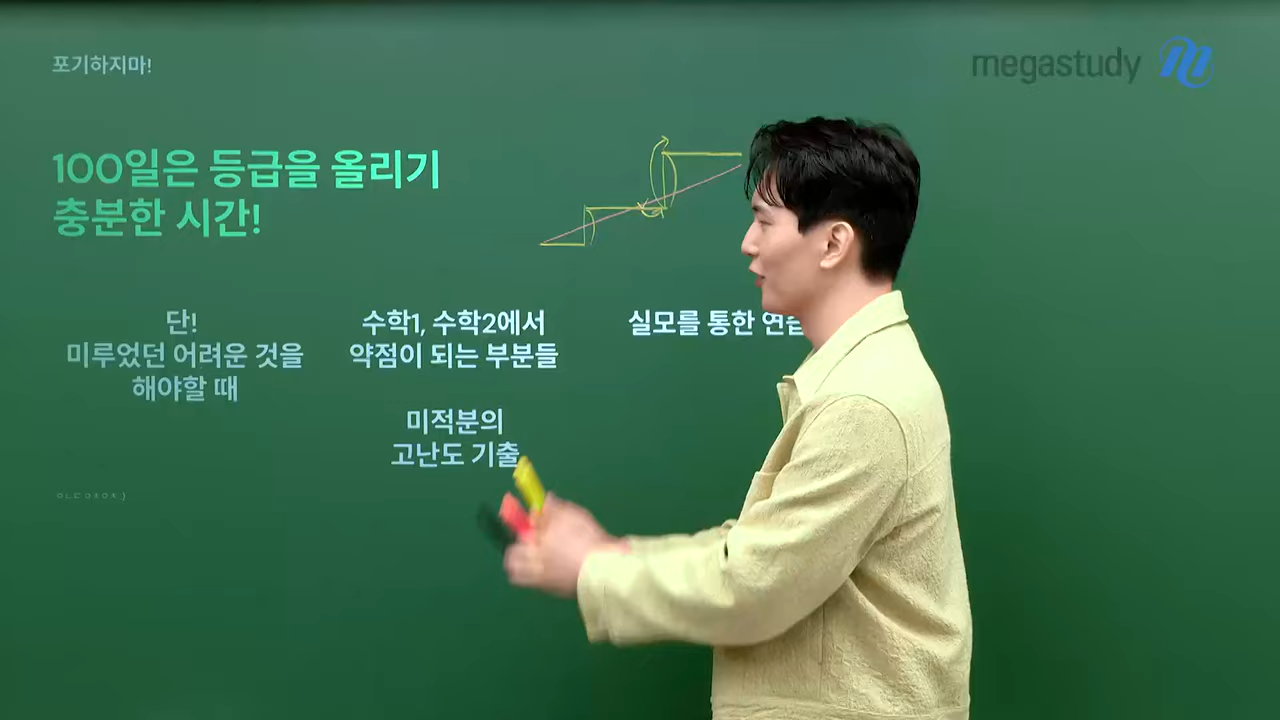 포기하지마!
megastudy
100일은 등급을 올리기
충분한 시간!
단!
미루었던 어려운 것을
해야할 때
수학1, 수학2에서
약점이 되는 부분들
미적분의
고난도 기출
실모를 통한